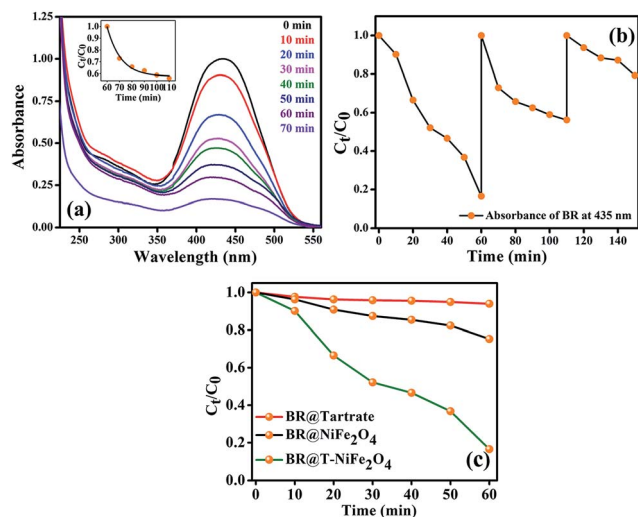 (a)
Absorbance
1.25
1.00
0.75
0.50
0.25
0.00
250 300 350 400 450 500 550
Wavelength (nm)
0 min
10 min
20 min
30 min
40 min
50 min
60 min
70 min
Ct/C0
1.0
0.9
0.8
0.7
0.6
60 70 80 90 100 110
Time (min)
(b)
Ct/C0
1.0
0.8
0.6
0.4
0.2
0.0
0 20 40 60 80 100 120 140
Time (min)
Absorbance of BR at 435 nm
(c)
Ct/C0
1.0
0.8
0.6
0.4
0.2
0.0
0 10 20 30 40 50 60
Time (min)
BR@Tartrate
BR@NiFe2O4
BR@T-NiFe2O4